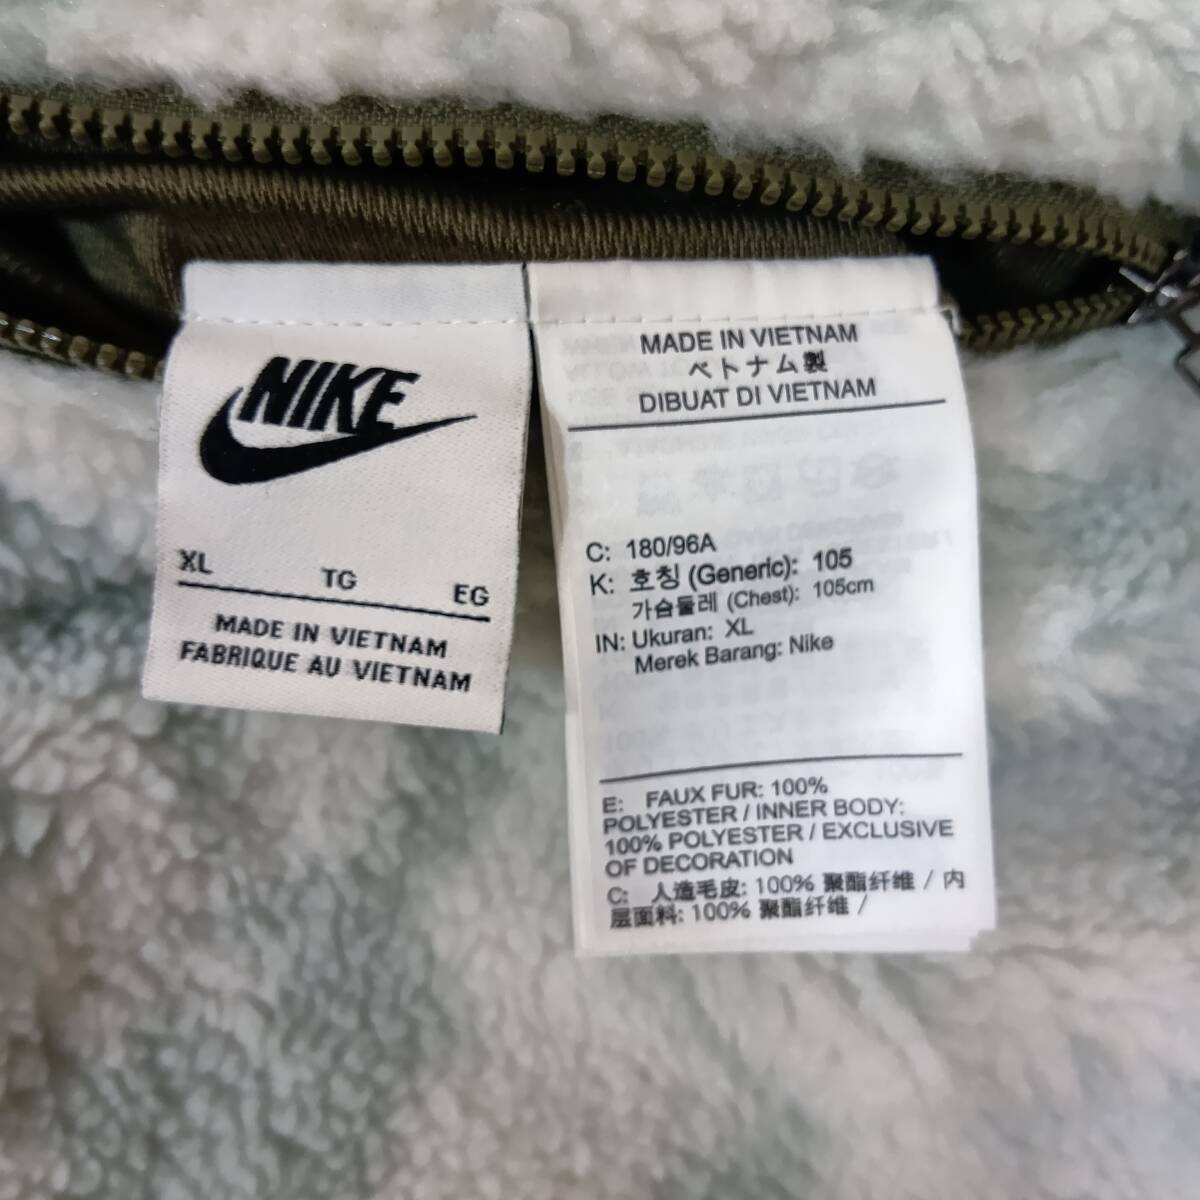 NIKE
XL TG EG
MADE IN VIETNAM
FABRIQUE AU VIETNAM
MADE IN VIETNAM
ベトナム製
DIBUAT DI VIETNAM
C: 180/96A
K: 호칭 (Generic): 105
가슴둘레 (Chest): 105cm
IN: Ukuran: XL
Merek Barang: Nike
E: FAUX FUR: 100%
POLYESTER / INNER BODY:
100% POLYESTER / EXCLUSIVE
OF DECORATION
C: 人造毛皮: 100% 聚酯纤维 / 内
层面料: 100% 聚酯纤维 /